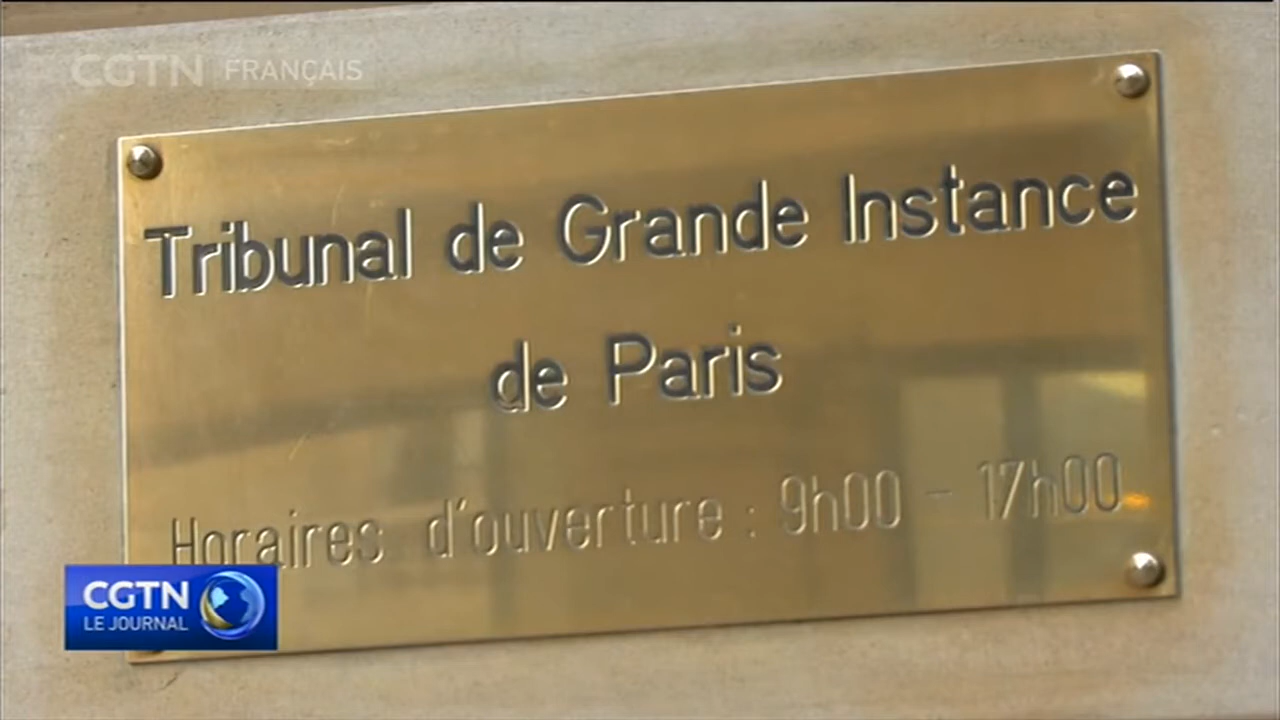 CGTN FRANÇAIS
Tribunal de Grande Instance
de Paris
Horaires d'ouverture : 9h00 - 17h00
CGTN
LE JOURNAL